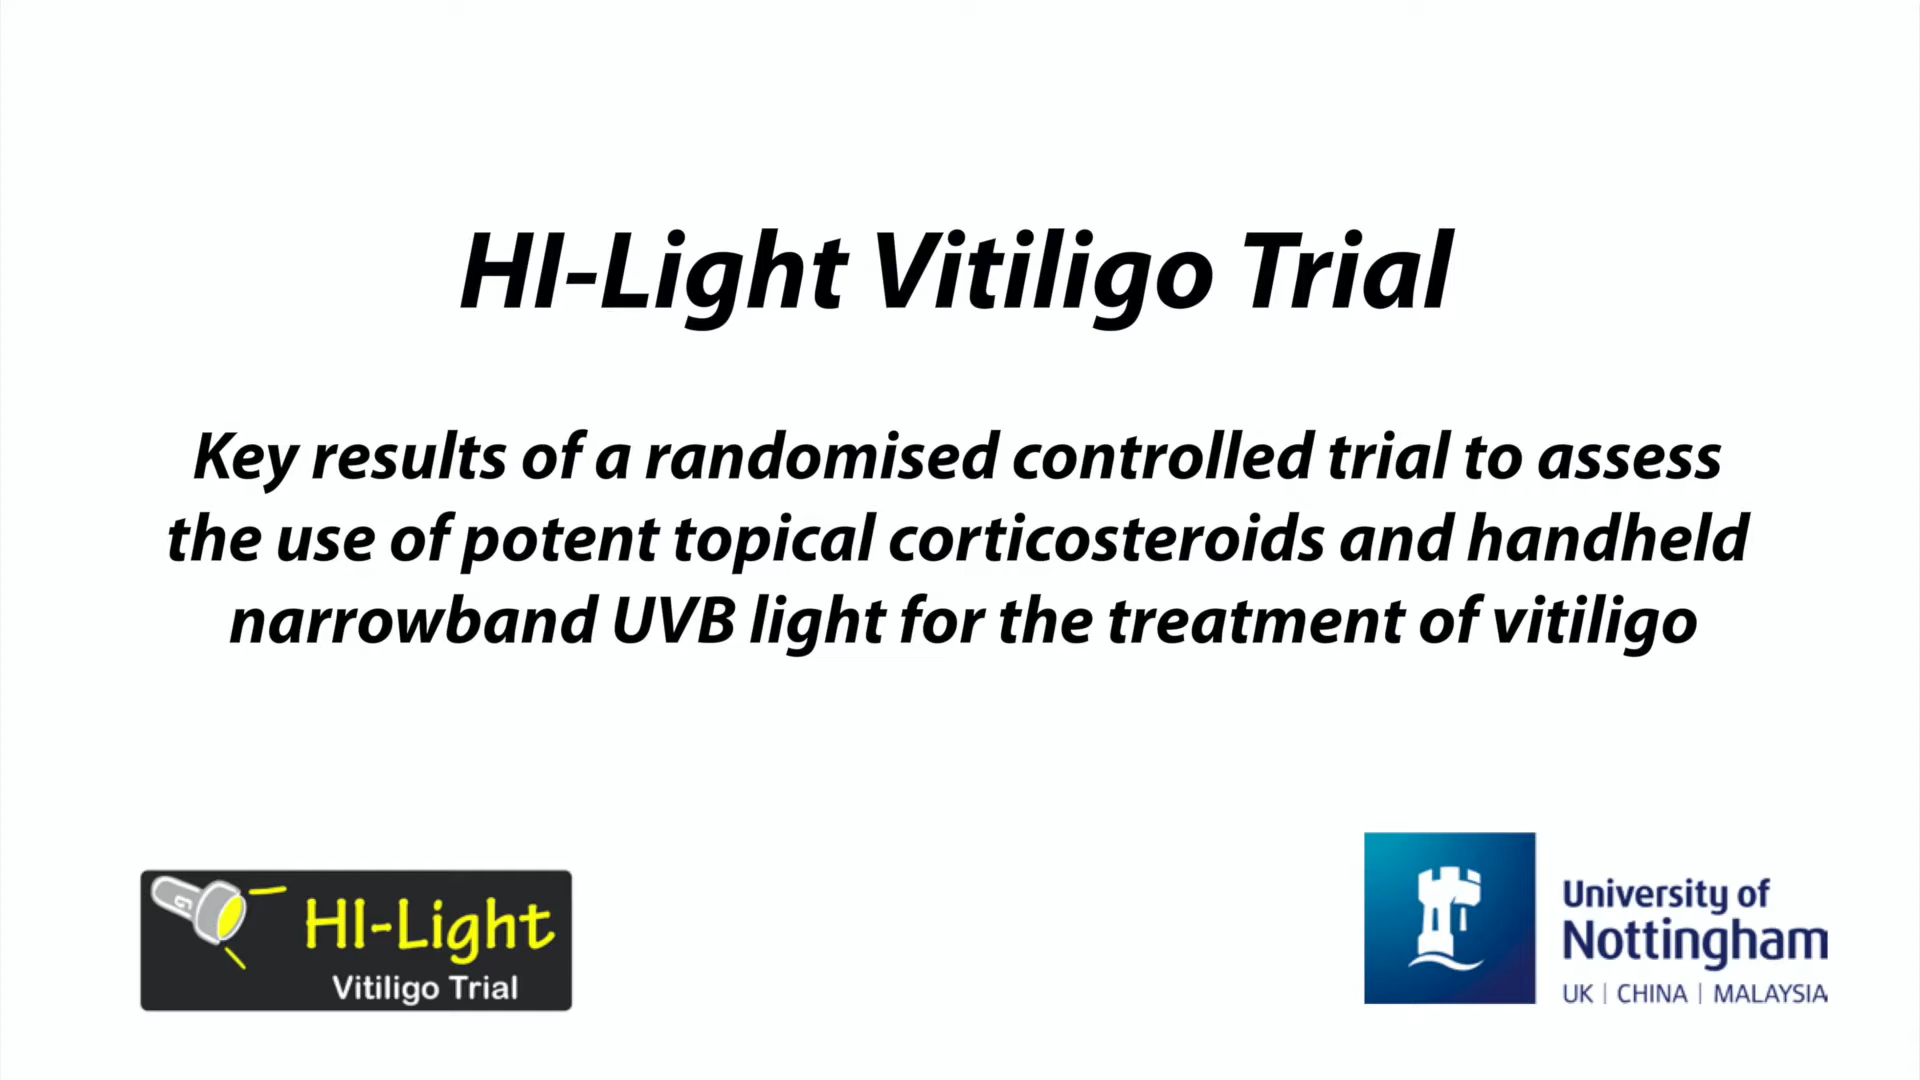 HI-Light Vitiligo Trial
Key results of a randomised controlled trial to assess
the use of potent topical corticosteroids and handheld
narrowband UVB light for the treatment of vitiligo
HI-Light
Vitiligo Trial
University of
Nottingham
UK | CHINA | MALAYSIA